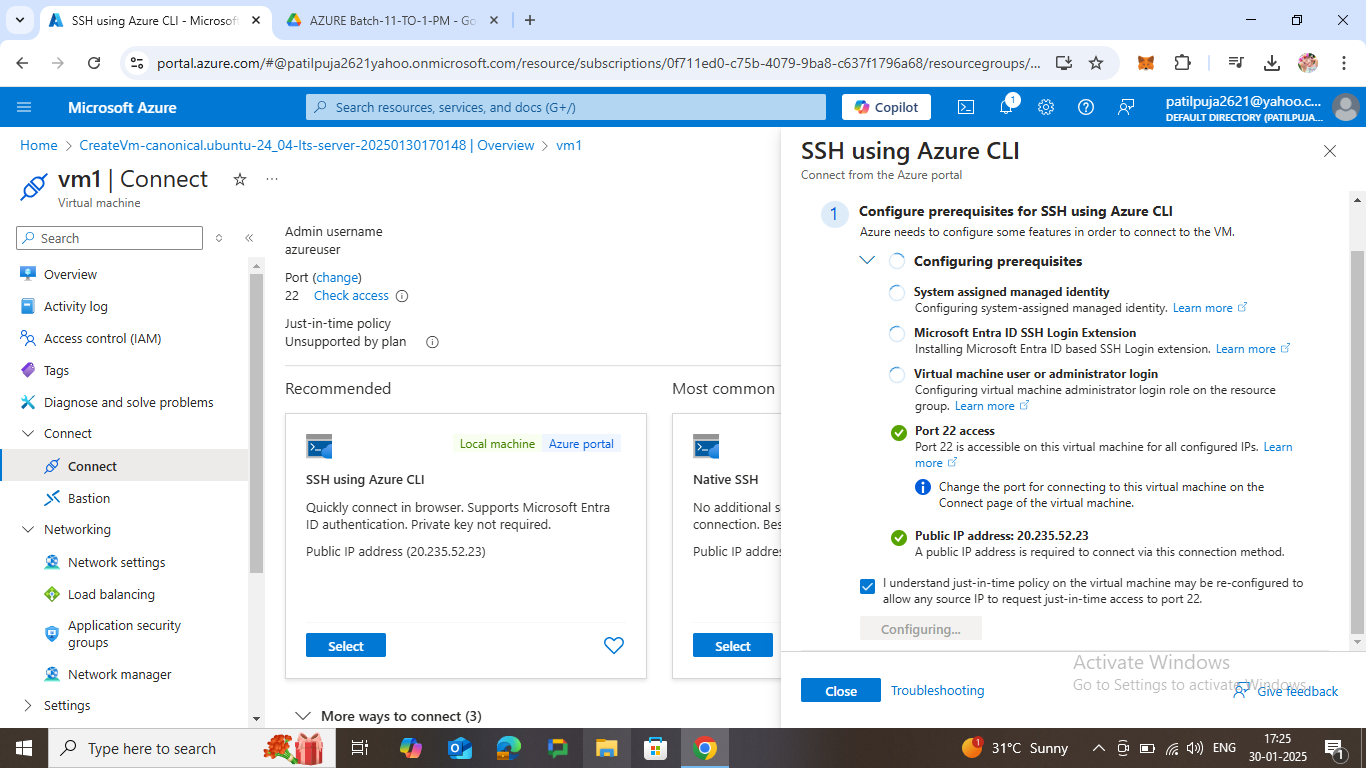 SSH using Azure CLI - Microsof
AZURE Batch-11-TO-1-PM - Go
portal.azure.com/#@patilpuja2621yahoo.onmicrosoft.com/resource/subscriptions/0f711ed0-c75b-4079-9ba8-c637f1796a68/resourcegroups/...
Microsoft Azure
Search resources, services, and docs (G+/)
Copilot
1
patilpuja2621@yahoo.c...
DEFAULT DIRECTORY (PATILPUJA...
Home > CreateVm-canonical.ubuntu-24_04-lts-server-20250130170148 | Overview > vm1
vm1 | Connect
Virtual machine
Search
Overview
Activity log
Access control (IAM)
Tags
Diagnose and solve problems
Connect
Connect
Bastion
Networking
Network settings
Load balancing
Application security
groups
Network manager
Settings
Admin username
azureuser
Port (change)
22 Check access
Just-in-time policy
Unsupported by plan
Recommended
Local machine
Azure portal
SSH using Azure CLI
Quickly connect in browser. Supports Microsoft Entra
ID authentication. Private key not required.
Public IP address (20.235.52.23)
Select
More ways to connect (3)
Most common
Native SSH
No additional s
connection. Bes
Public IP addre
Select
SSH using Azure CLI
Connect from the Azure portal
1
Configure prerequisites for SSH using Azure CLI
Azure needs to configure some features in order to connect to the VM.
Configuring prerequisites
System assigned managed identity
Configuring system-assigned managed identity. Learn more
Microsoft Entra ID SSH Login Extension
Installing Microsoft Entra ID based SSH Login extension. Learn more
Virtual machine user or administrator login
Configuring virtual machine administrator login role on the resource
group. Learn more
Port 22 access
Port 22 is accessible on this virtual machine for all configured IPs. Learn
more
Change the port for connecting to this virtual machine on the
Connect page of the virtual machine.
Public IP address: 20.235.52.23
A public IP address is required to connect via this connection method.
I understand just-in-time policy on the virtual machine may be re-configured to
allow any source IP to request just-in-time access to port 22.
Configuring...
Activate Windows
Go to Settings to activate Windows.
Close
Troubleshooting
Give feedback
Type here to search
31°C Sunny
ENG
17:25
30-01-2025
1